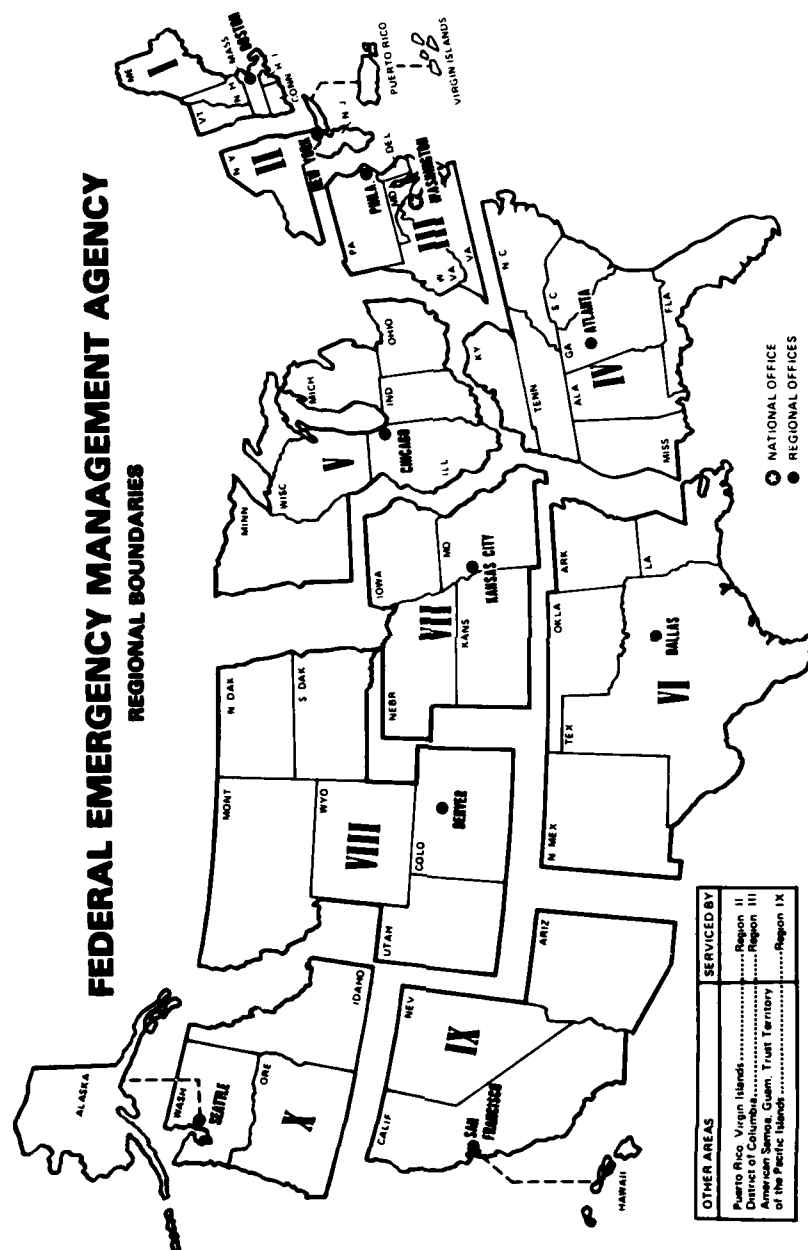 FEDERAL EMERGENCY MANAGEMENT AGENCY
REGIONAL BOUNDARIES
ALASKA
WASH
SEATTLE
ORE
X
IDAHO
CALIF
NEV
IX
SAN
FRANCISCO
HAWAII
ARIZ
MONT
WYO
VIII
UTAH
COLO
DENVER
N DAK
S DAK
NEBR
VII
KANS
IOWA
MO
KANSAS CITY
N MEX
TEX
OKLA
VI
DALLAS
ARK
LA
MINN
WISC
V
MICH
CHICAGO
ILL
IND
OHIO
KY
TENN
N C
S C
MISS
ALA
IV
GA
ATLANTA
FLA
PA
PHILA
MD
DEL
III
W
VA
VA
WASHINGTON
N Y
II
NEW YORK
N J
PUERTO RICO
VIRGIN ISLANDS
ME
I
VT
N H
MASS
BOSTON
CONN
R I
NATIONAL OFFICE
REGIONAL OFFICES
OTHER AREAS SERVICED BY
Puerto Rico Virgin Islands Region II
District of Columbia Region III
American Samoa, Guam, Trust Territory
of the Pacific Islands Region IX